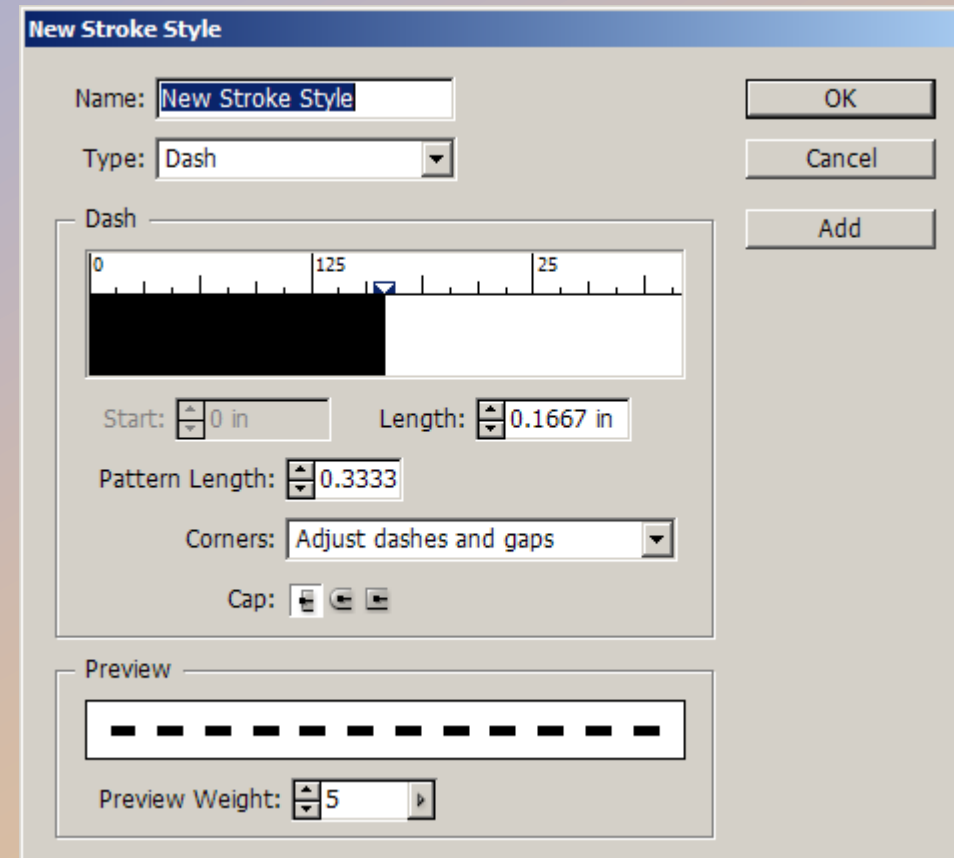 New Stroke Style
Name: New Stroke Style
OK
Type: Dash
Cancel
Dash
Add
0 125 25
Start: 0 in Length: 0.1667 in
Pattern Length: 0.3333
Corners: Adjust dashes and gaps
Cap:
Preview
Preview Weight: 5